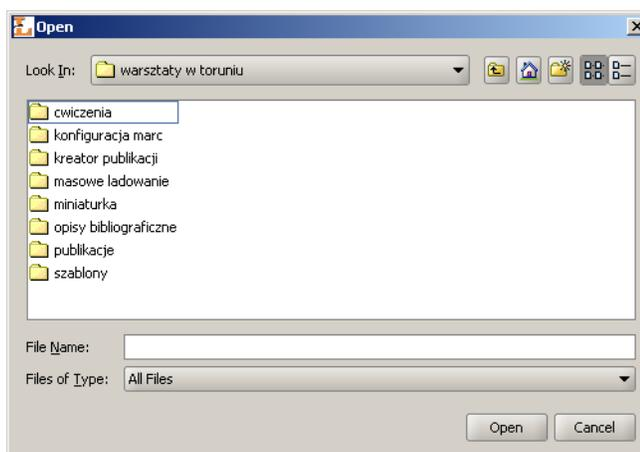 Open
Look In: warsztaty w toruniu
cwiczenia
konfiguracja marc
kreator publikacji
masowe ladowanie
miniaturka
opisy bibliograficzne
publikacje
szablony
File Name:
Files of Type: All Files
Open Cancel